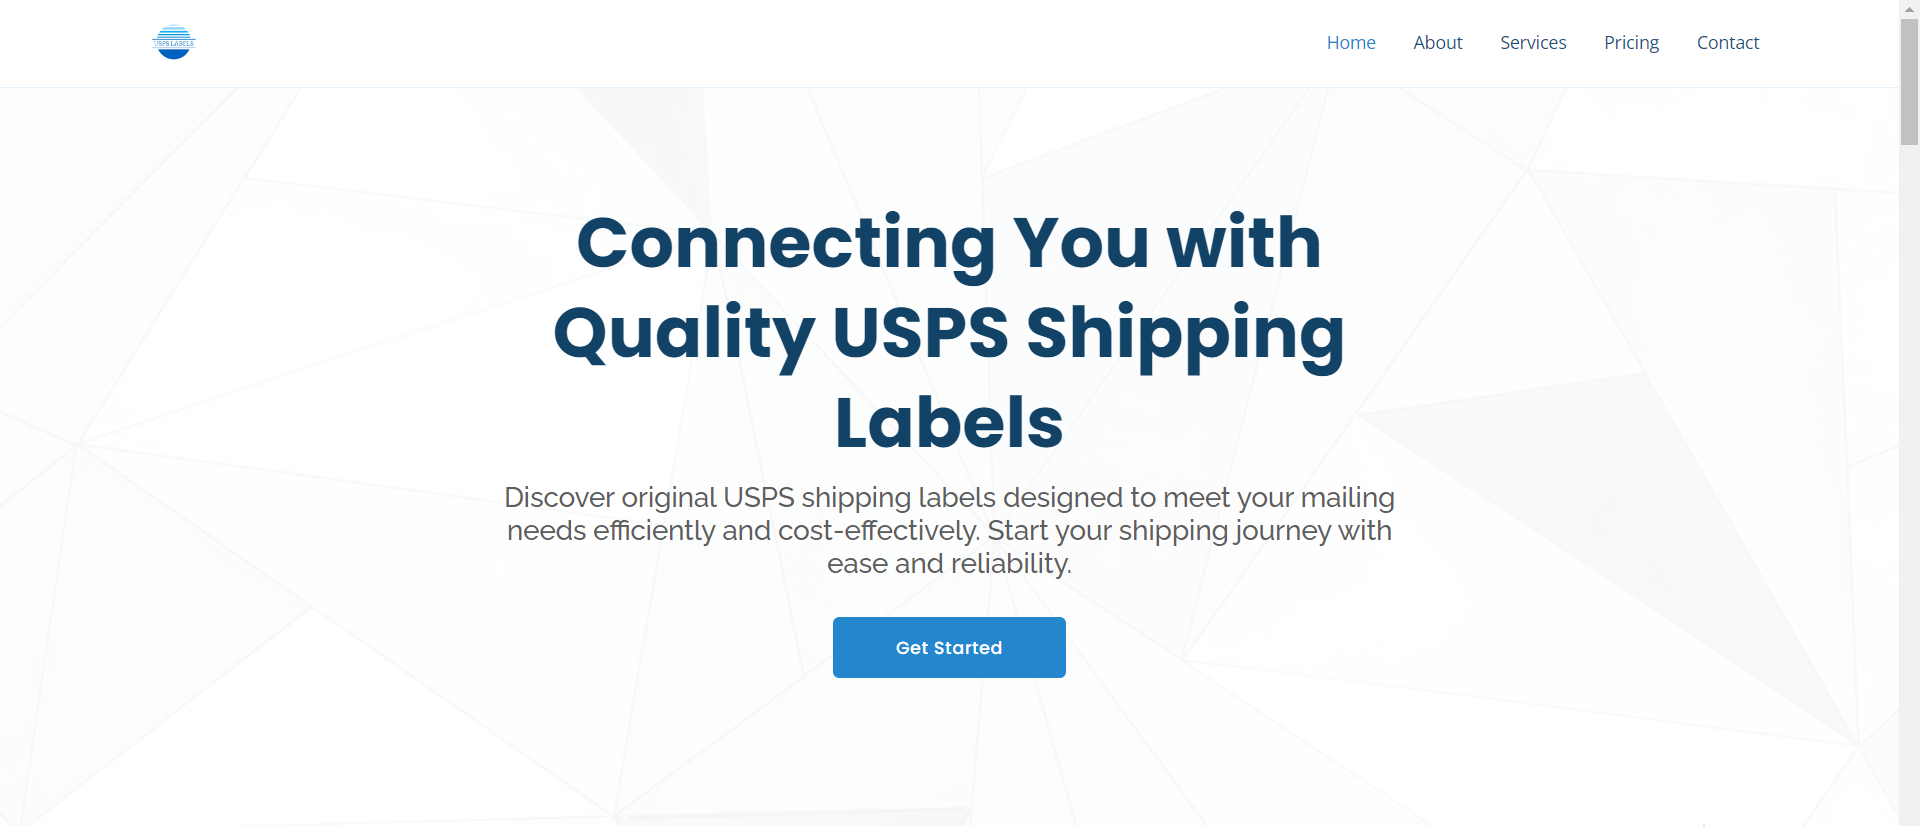 USPS LABELS
Home
About
Services
Pricing
Contact
Connecting You with
Quality USPS Shipping
Labels
Discover original USPS shipping labels designed to meet your mailing
needs efficiently and cost-effectively. Start your shipping journey with
ease and reliability.
Get Started